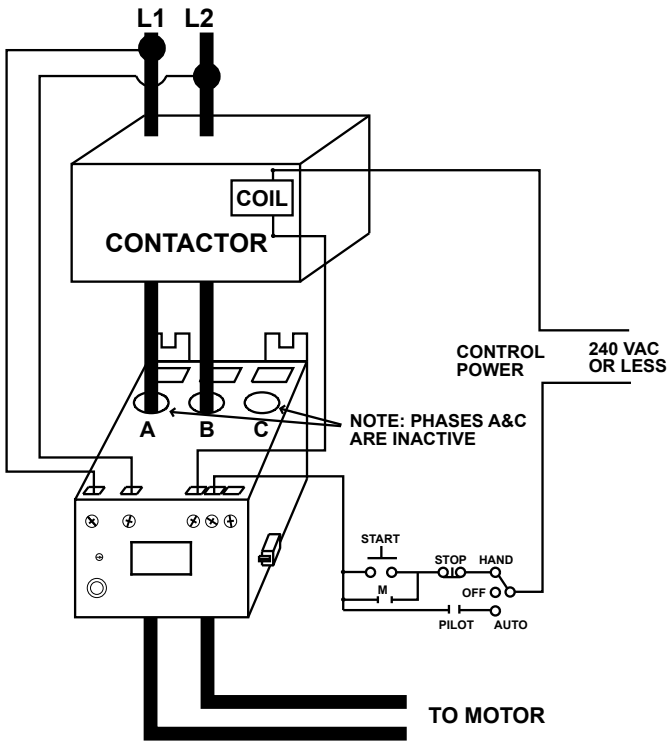 L1 L2
COIL
CONTACTOR
CONTROL
POWER
240 VAC
OR LESS
A B C
NOTE: PHASES A&C
ARE INACTIVE
START
STOP HAND
M
OFF
PILOT AUTO
TO MOTOR